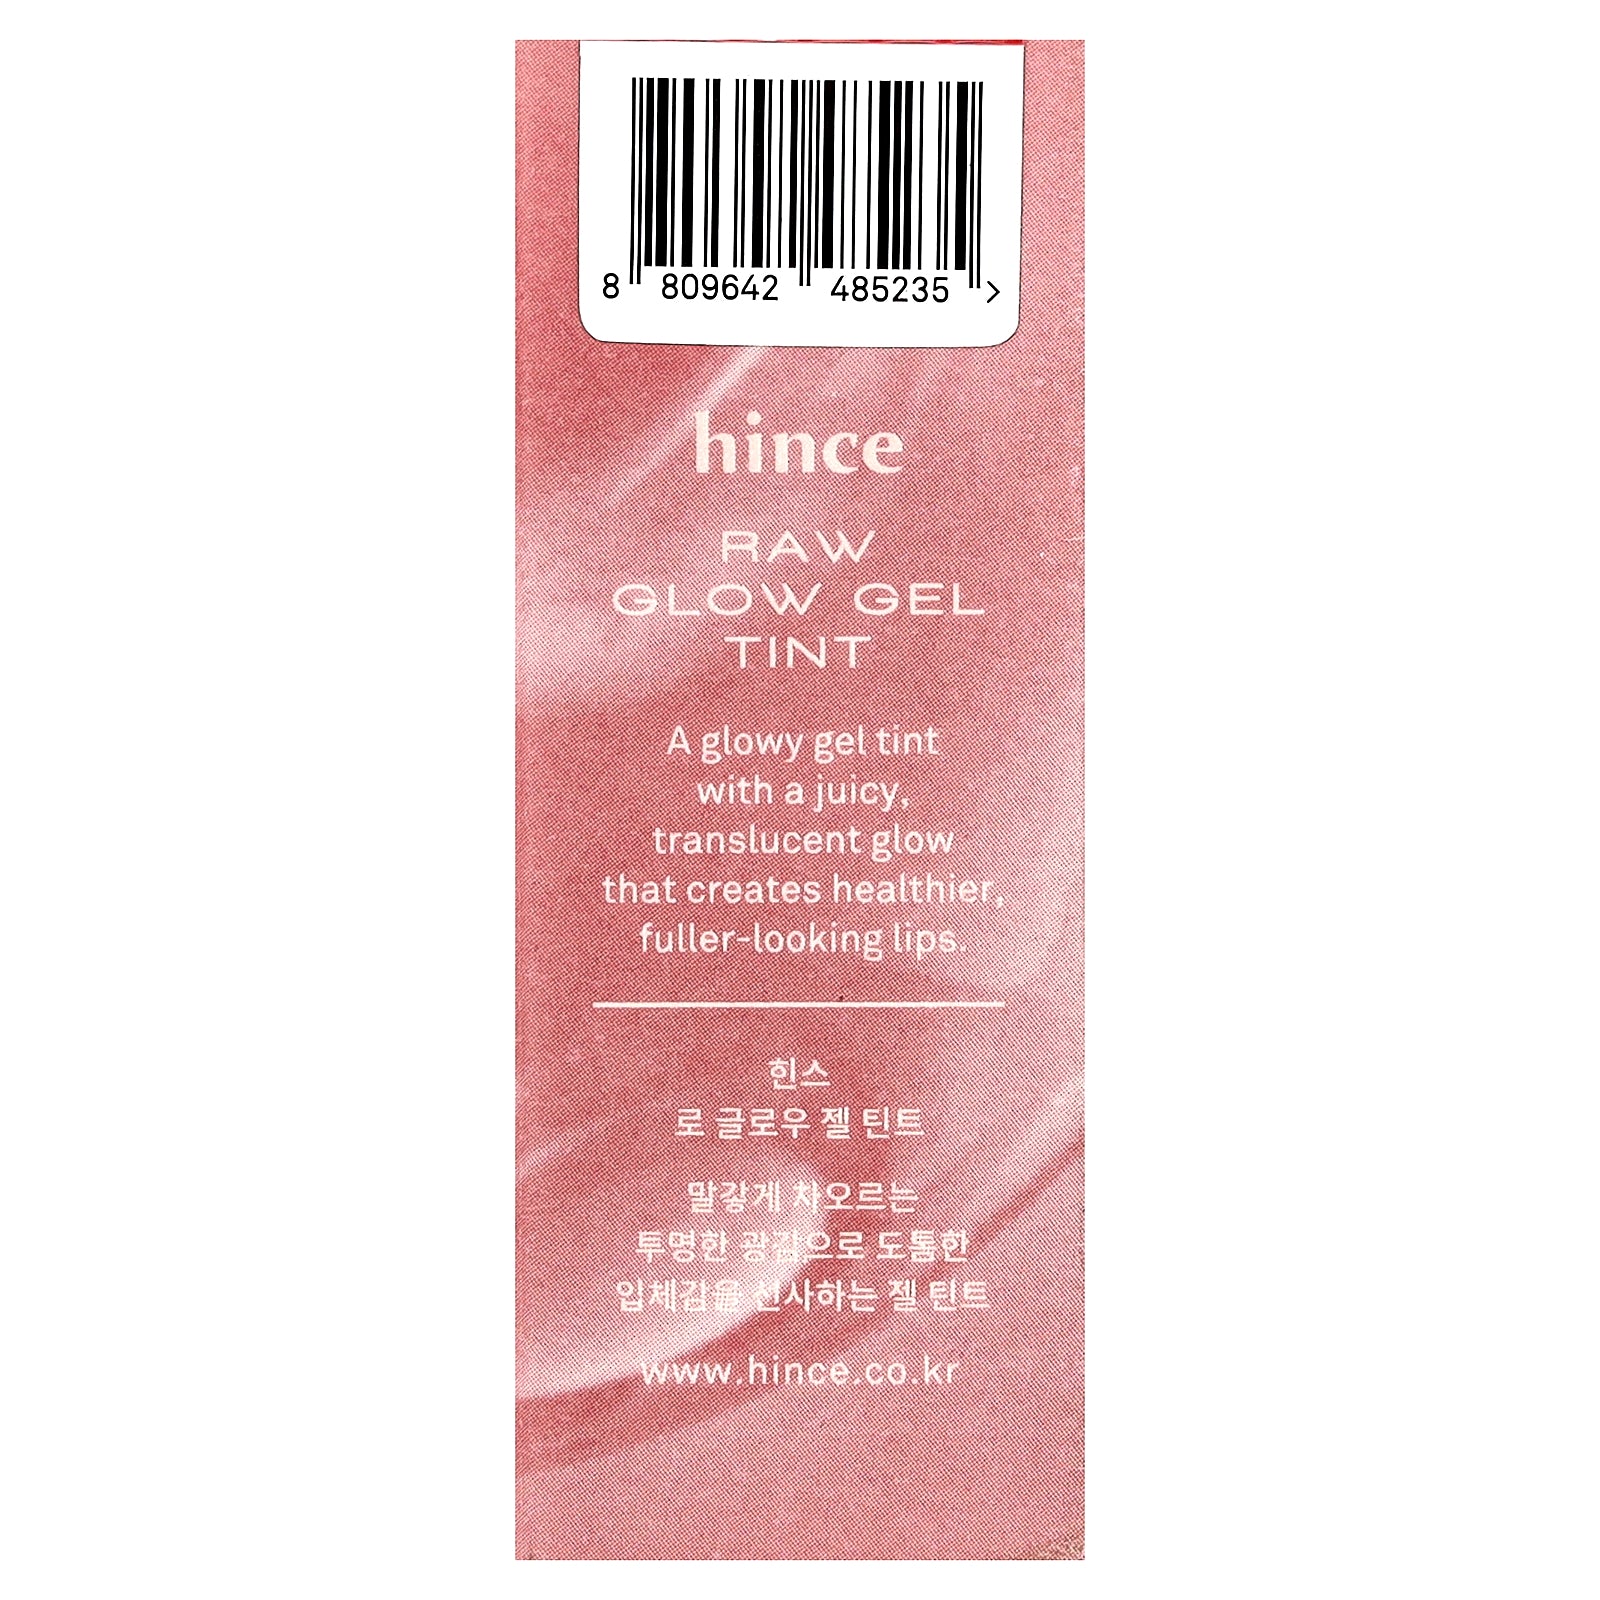 8 809642 485235 >
hince
RAW
GLOW GEL
TINT
A glowy gel tint
with a juicy,
translucent glow
that creates healthier,
fuller-looking lips.
힌스
로 글로우 젤 틴트
말갛게 차오르는
투명한 광감으로 도톰한
입체감을 선사하는 젤 틴트
www.hince.co.kr